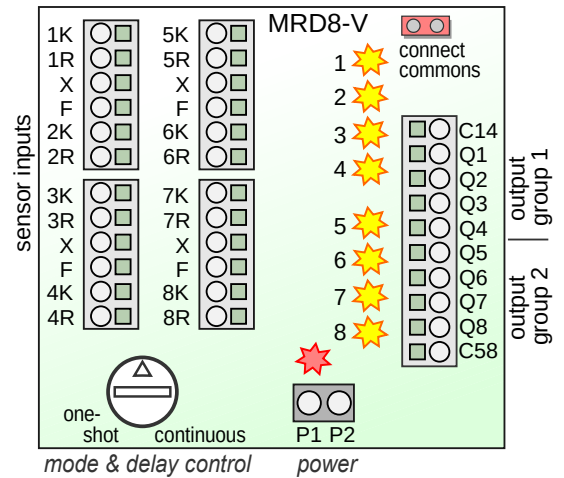 MRD8-V
connect
commons
sensor inputs
1K
1R
X
F
2K
2R
3K
3R
X
F
4K
4R
5K
5R
X
F
6K
6R
7K
7R
X
F
8K
8R
1
2
3
4
5
6
7
8
C14
Q1
Q2
Q3
Q4
Q5
Q6
Q7
Q8
C58
output
group 1
output
group 2
one-
shot
continuous
mode & delay control
P1 P2
power